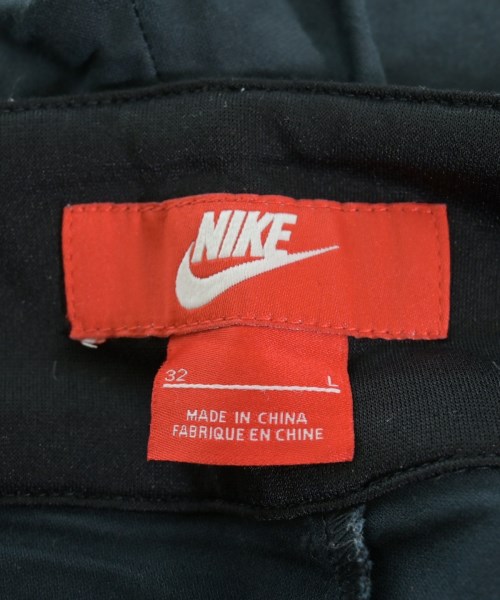 NIKE
32 L
MADE IN CHINA
FABRIQUE EN CHINE